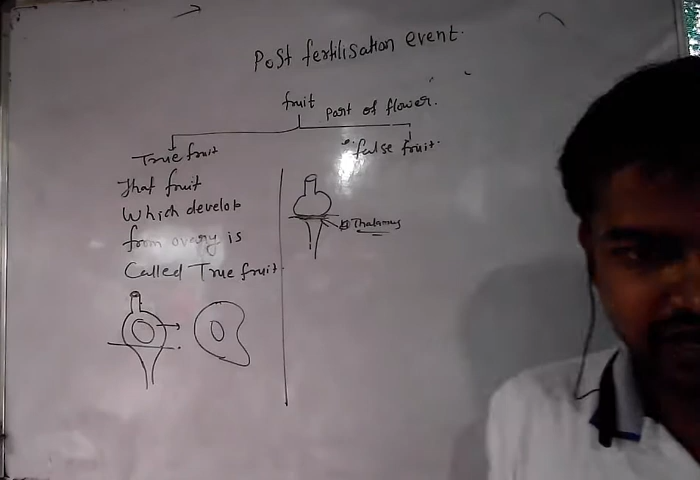 Post fertilisation event.
fruit part of flower.
True fruit
false fruit.
That fruit
Which develop
from ovary is
Called True fruit
Thalamus